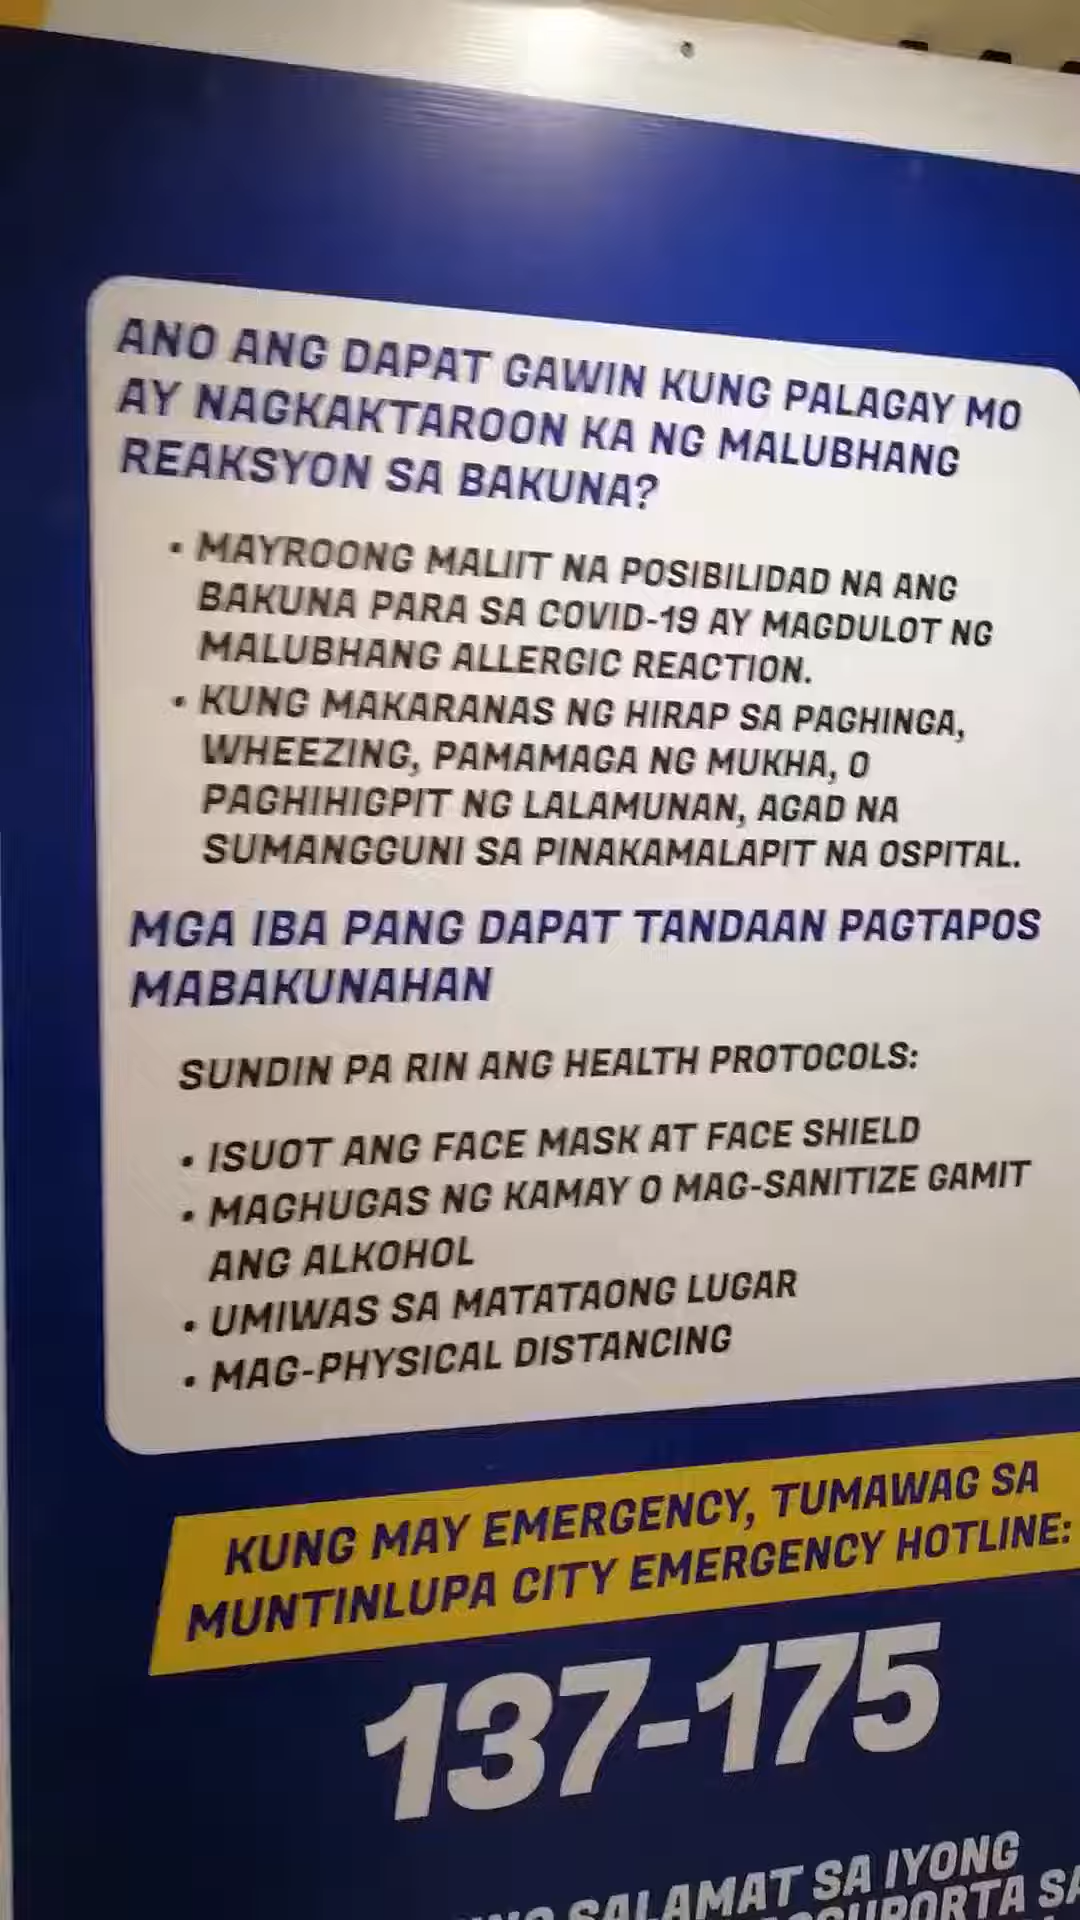 ANO ANG DAPAT GAWIN KUNG PALAGAY MO
AY NAGKAKTAROON KA NG MALUBHANG
REAKSYON SA BAKUNA?
• MAYROONG MALIIT NA POSIBILIDAD NA ANG
BAKUNA PARA SA COVID-19 AY MAGDULOT NG
MALUBHANG ALLERGIC REACTION.
• KUNG MAKARANAS NG HIRAP SA PAGHINGA,
WHEEZING, PAMAMAGA NG MUKHA, O
PAGHIHIGPIT NG LALAMUNAN, AGAD NA
SUMANGGUNI SA PINAKAMALAPIT NA OSPITAL.
MGA IBA PANG DAPAT TANDAAN PAGTAPOS
MABAKUNAHAN
SUNDIN PA RIN ANG HEALTH PROTOCOLS:
• ISUOT ANG FACE MASK AT FACE SHIELD
• MAGHUGAS NG KAMAY O MAG-SANITIZE GAMIT
ANG ALKOHOL
• UMIWAS SA MATATAONG LUGAR
• MAG-PHYSICAL DISTANCING
KUNG MAY EMERGENCY, TUMAWAG SA
MUNTINLUPA CITY EMERGENCY HOTLINE:
137-175
SALAMAT SA IYONG